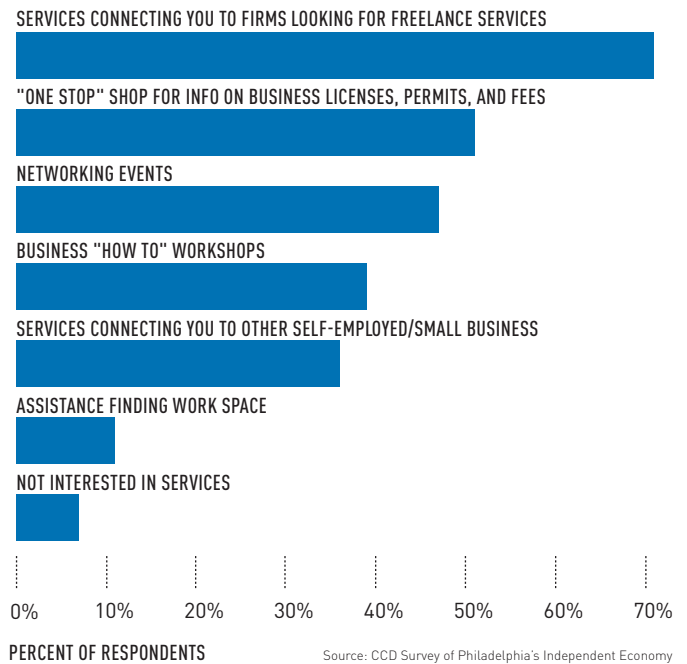 SERVICES CONNECTING YOU TO FIRMS LOOKING FOR FREELANCE SERVICES
"ONE STOP" SHOP FOR INFO ON BUSINESS LICENSES, PERMITS, AND FEES
NETWORKING EVENTS
BUSINESS "HOW TO" WORKSHOPS
SERVICES CONNECTING YOU TO OTHER SELF-EMPLOYED/SMALL BUSINESS
ASSISTANCE FINDING WORK SPACE
NOT INTERESTED IN SERVICES
0% 10% 20% 30% 40% 50% 60% 70%
PERCENT OF RESPONDENTS Source: CCD Survey of Philadelphia's Independent Economy